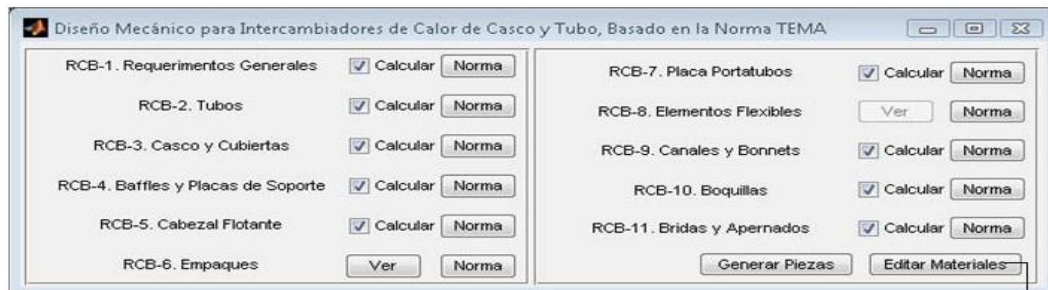 Diseño Mecánico para Intercambiadores de Calor de Casco y Tubo, Basado en la Norma TEMA
RCB-1. Requerimentos Generales Calcular Norma
RCB-2. Tubos Calcular Norma
RCB-3. Casco y Cubiertas Calcular Norma
RCB-4. Baffles y Placas de Soporte Calcular Norma
RCB-5. Cabezal Flotante Calcular Norma
RCB-6. Empaques Ver Norma
RCB-7. Placa Portatubos Calcular Norma
RCB-8. Elementos Flexibles Ver Norma
RCB-9. Canales y Bonnets Calcular Norma
RCB-10. Boquillas Calcular Norma
RCB-11. Bridas y Apernados Calcular Norma
Generar Piezas Editar Materiales